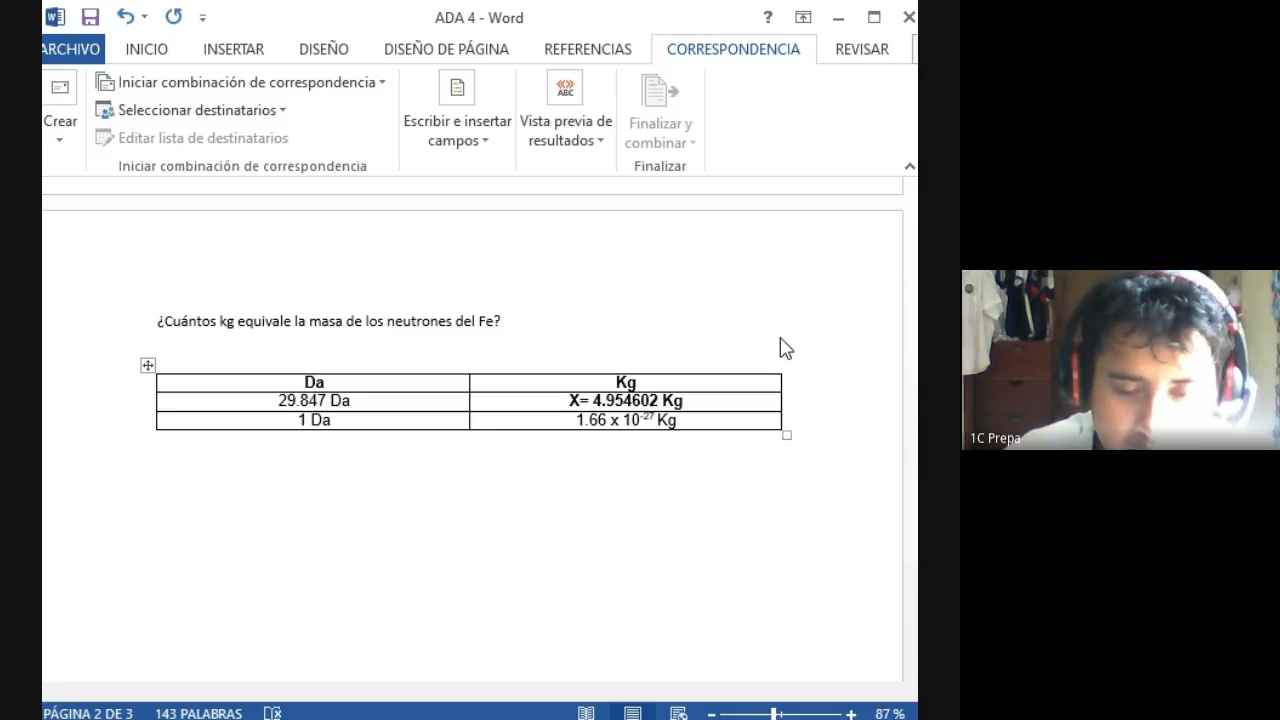 ADA 4 - Word
?
ARCHIVO INICIO INSERTAR DISEÑO DISEÑO DE PÁGINA REFERENCIAS CORRESPONDENCIA REVISAR
Crear
Iniciar combinación de correspondencia
Seleccionar destinatarios
Editar lista de destinatarios
Iniciar combinación de correspondencia
Escribir e insertar
campos
ABC
Vista previa de
resultados
Finalizar y
combinar
Finalizar
¿Cuántos kg equivale la masa de los neutrones del Fe?
Da Kg
29.847 Da X= 4.954602 Kg
1 Da 1.66 x 10⁻²⁷ Kg
1C Prepa
PÁGINA 2 DE 3 143 PALABRAS 87 %